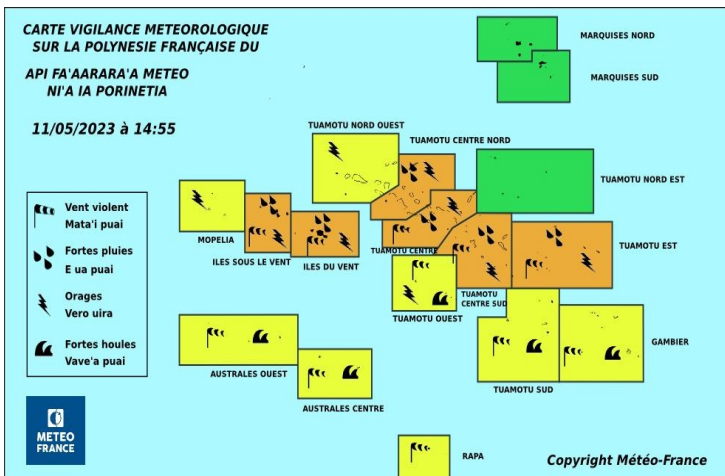 CARTE VIGILANCE METEOROLOGIQUE
SUR LA POLYNESIE FRANÇAISE DU
API FA'AARARA'A METEO
NI'A IA PORINETIA
11/05/2023 à 14:55
MARQUISES NORD
MARQUISES SUD
TUAMOTU NORD OUEST
TUAMOTU CENTRE NORD
TUAMOTU NORD EST
Vent violent
Mata'i puai
Fortes pluies
E ua puai
Orages
Vero uira
Fortes houles
Vave'a puai
MOPELIA
ILES SOUS LE VENT
ILES DU VENT
TUAMOTU CENTRE
TUAMOTU EST
TUAMOTU
CENTRE SUD
TUAMOTU OUEST
GAMBIER
AUSTRALES OUEST
TUAMOTU SUD
AUSTRALES CENTRE
METEO
FRANCE
RAPA
Copyright Météo-France